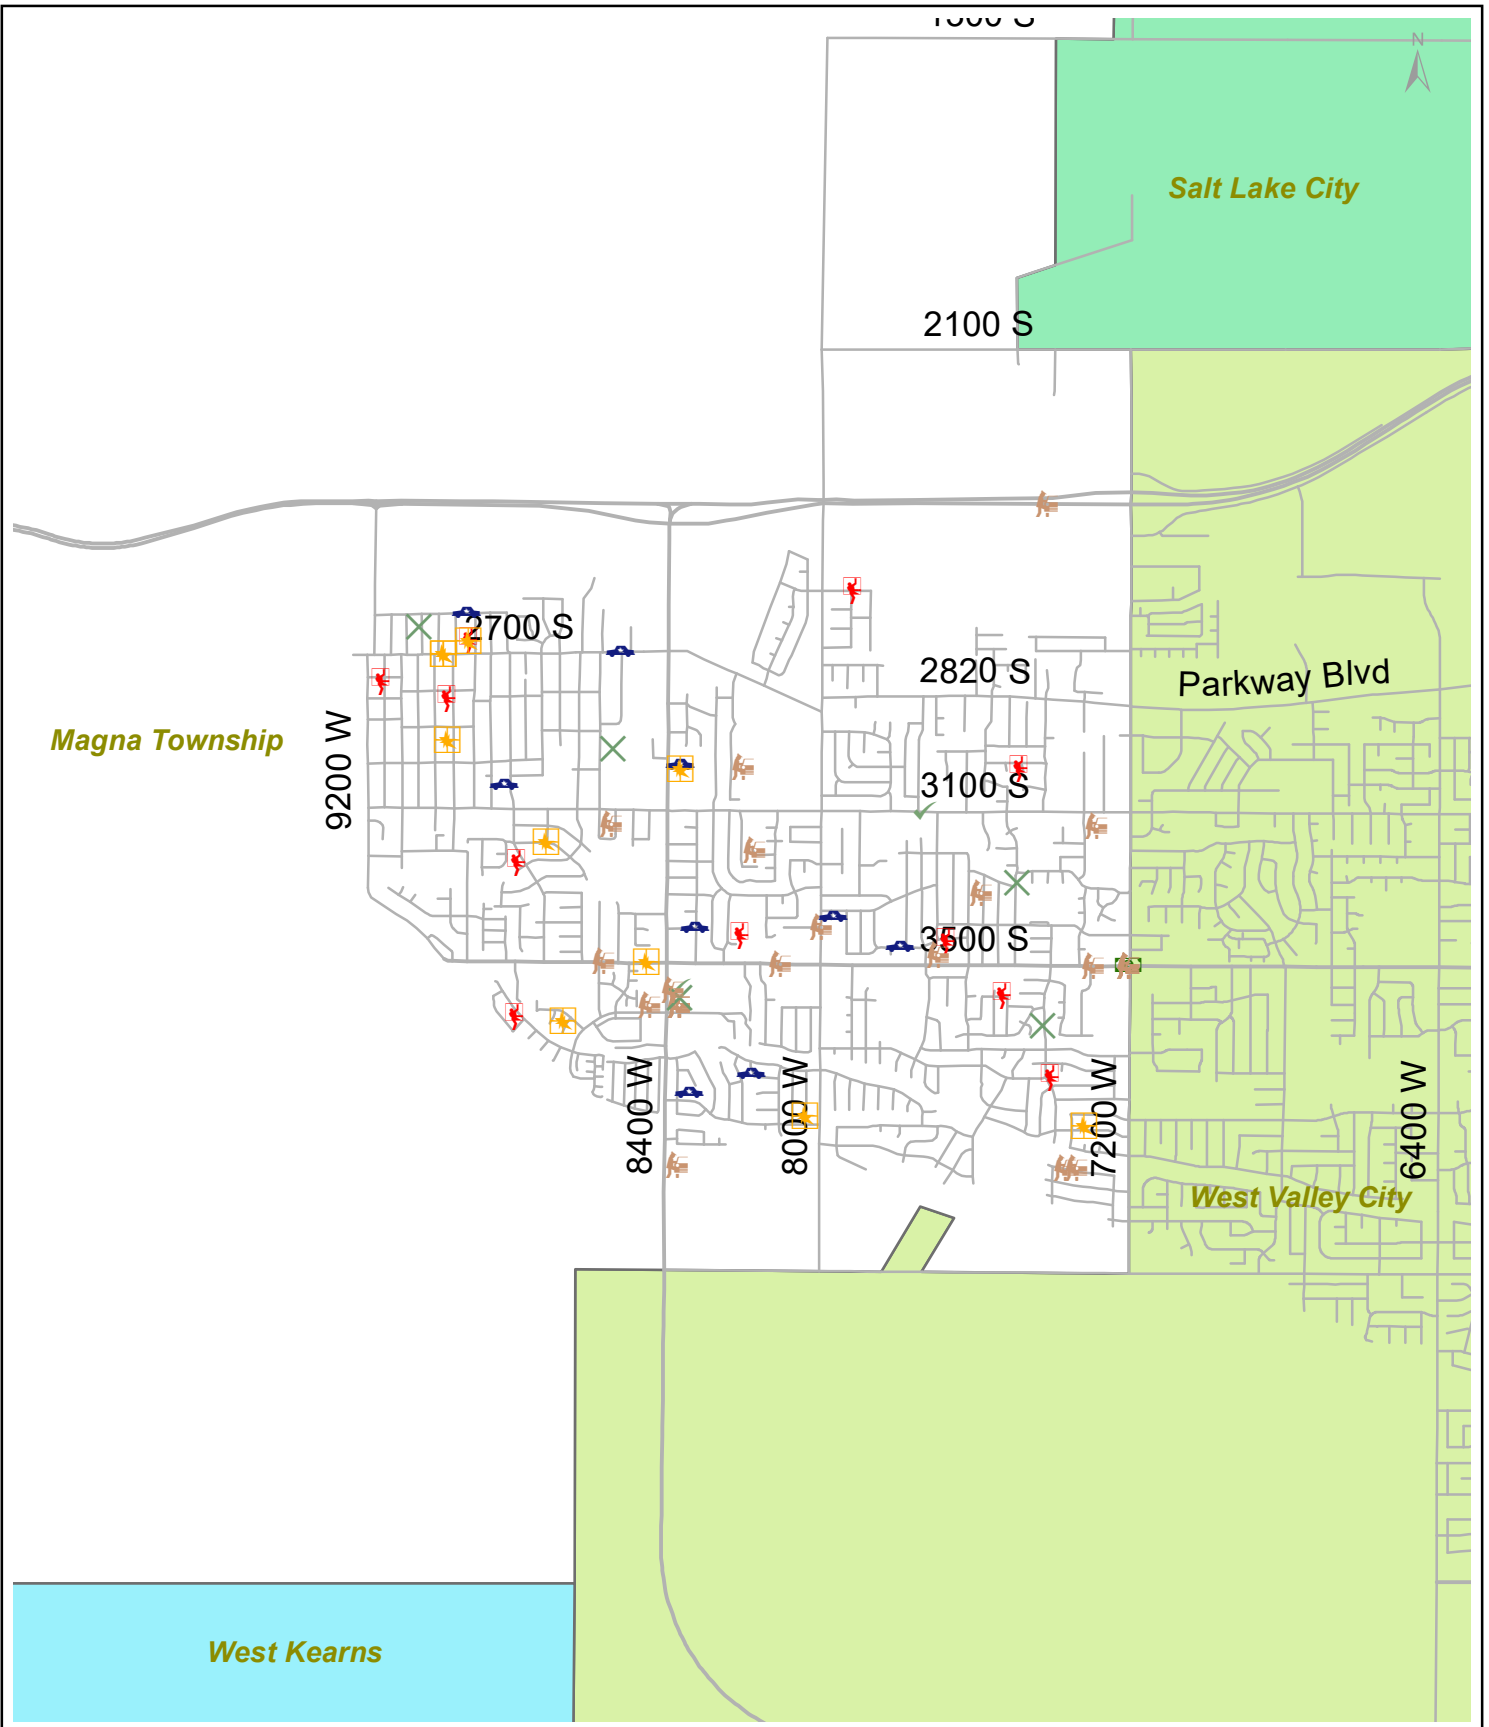 N
Salt Lake City
2100 S
2700 S
2820 S
Parkway Blvd
Magna Township
9200 W
3100 S
3500 S
8400 W
8000 W
7200 W
6400 W
West Valley City
West Kearns